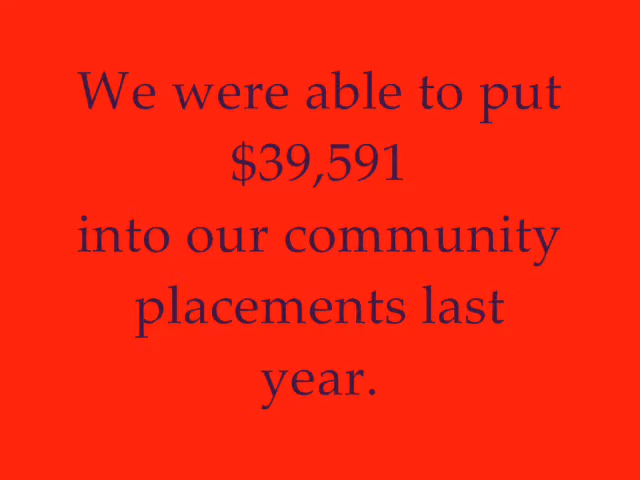 We were able to put
$39,591
into our community
placements last
year.